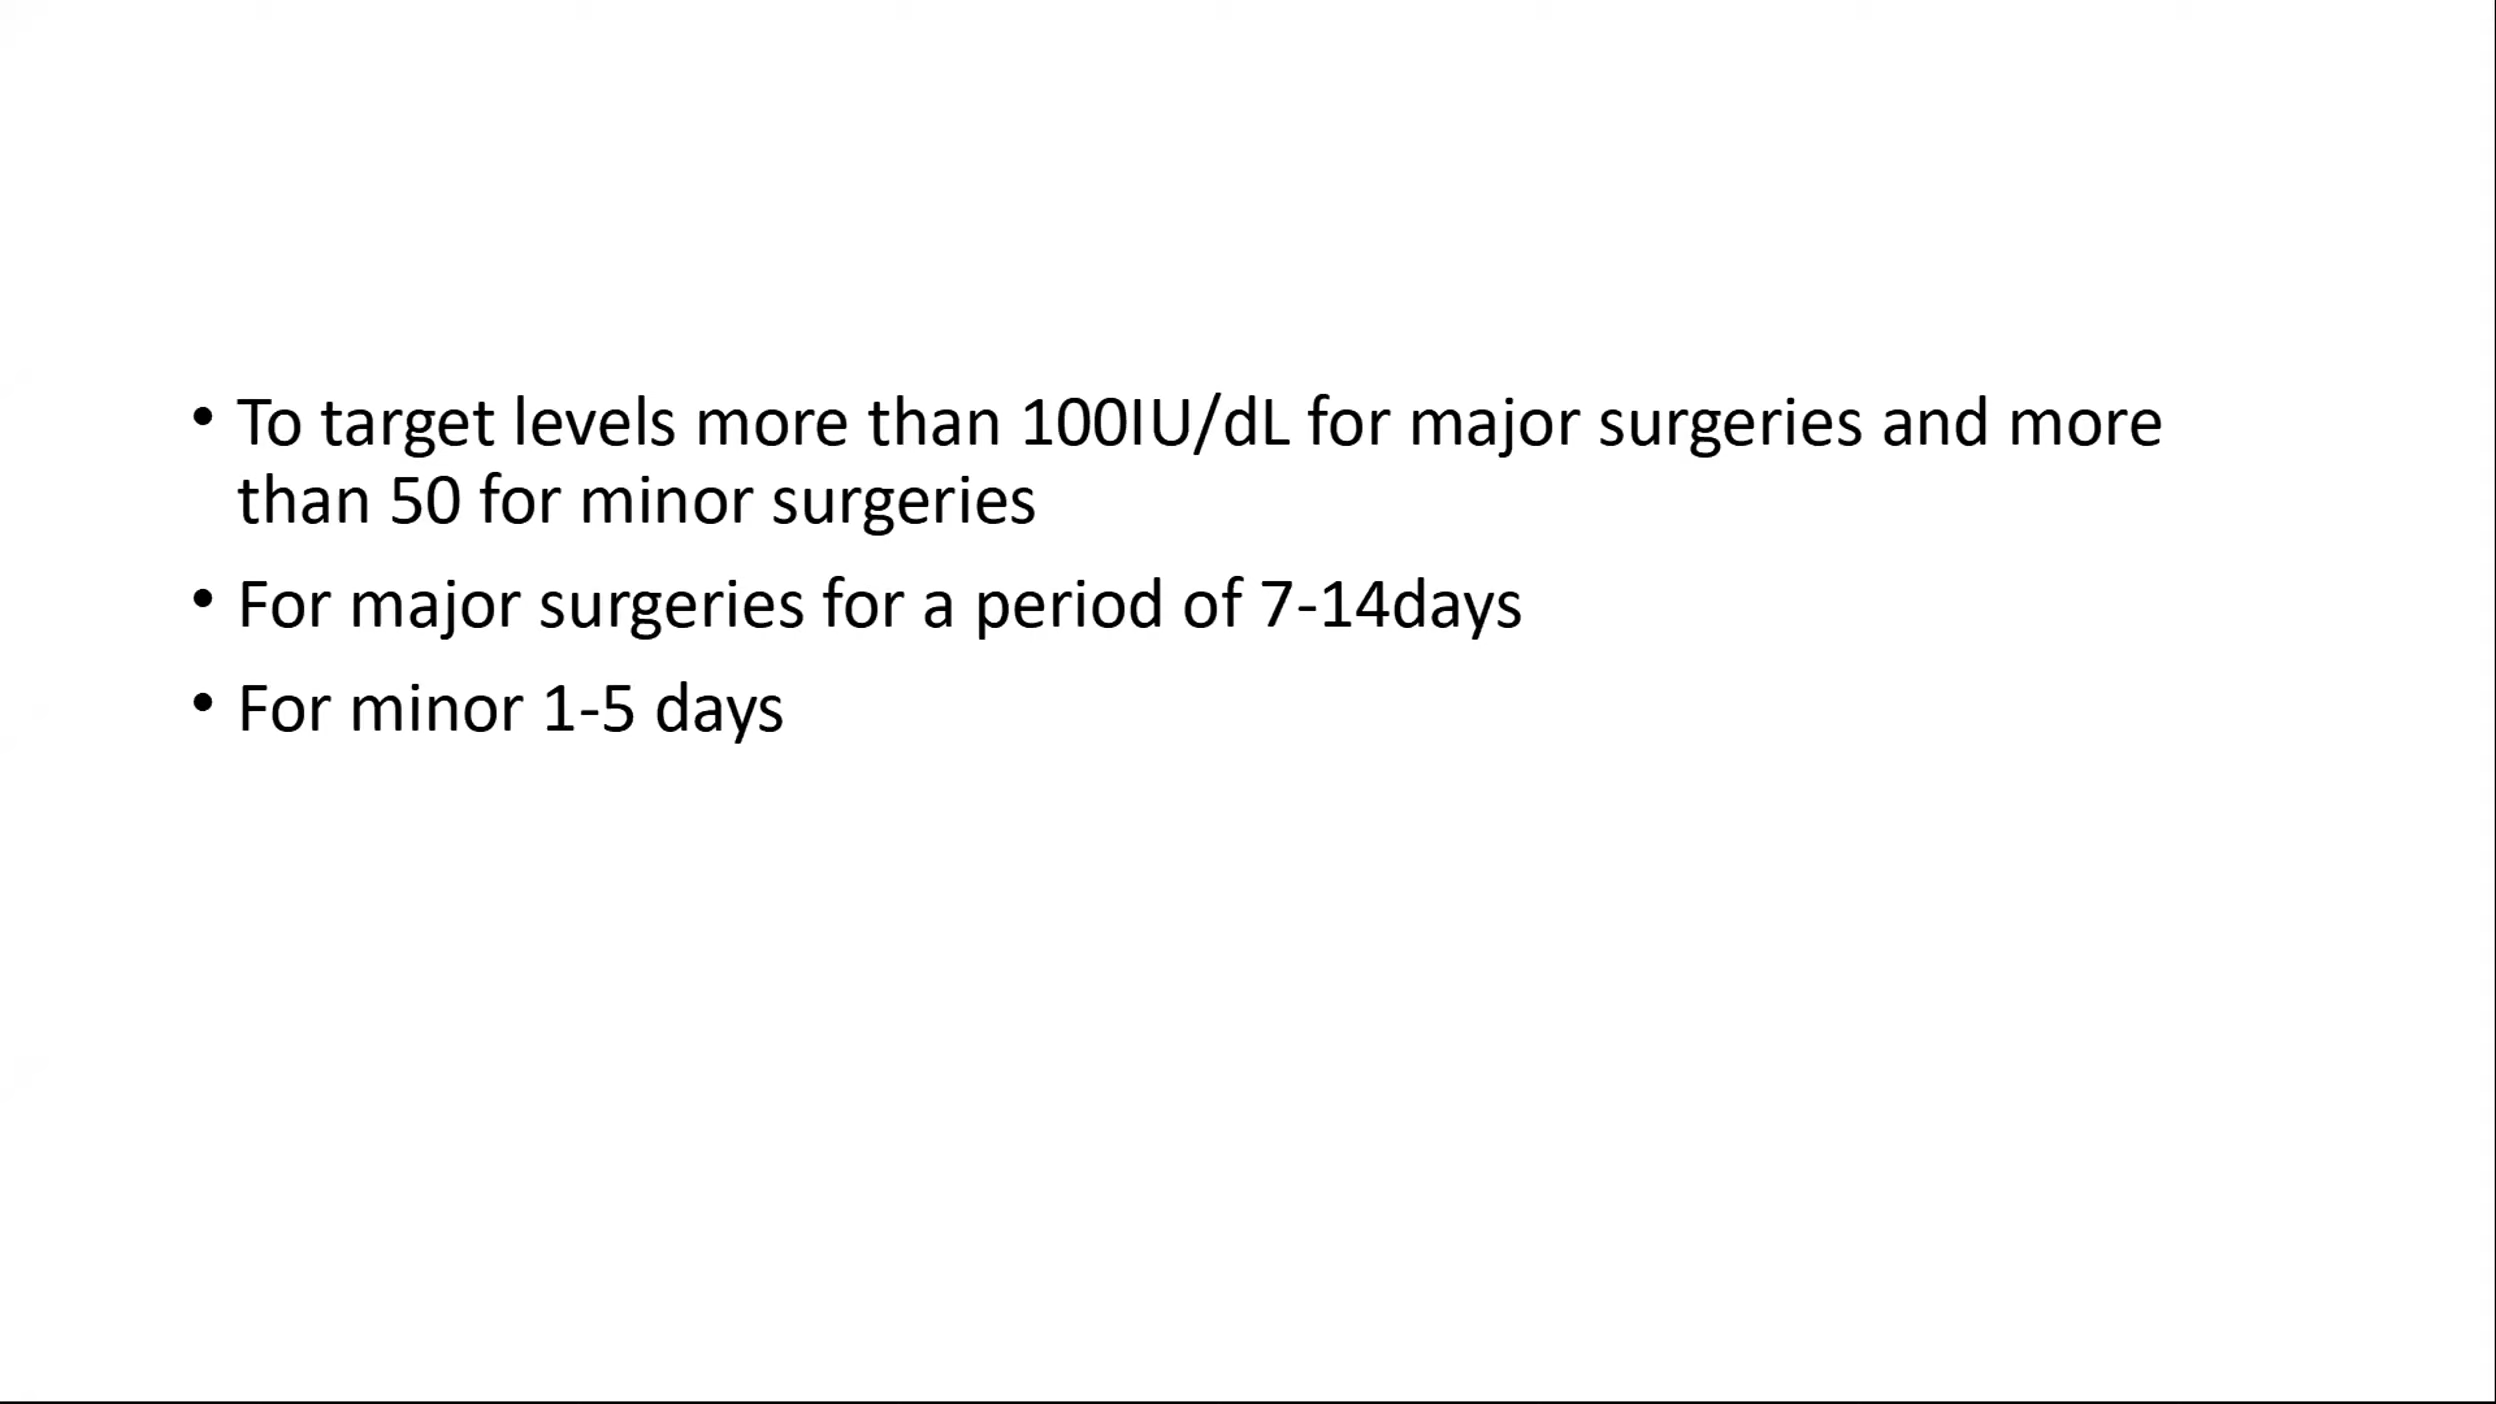 • To target levels more than 100IU/dL for major surgeries and more
than 50 for minor surgeries
• For major surgeries for a period of 7-14days
• For minor 1-5 days